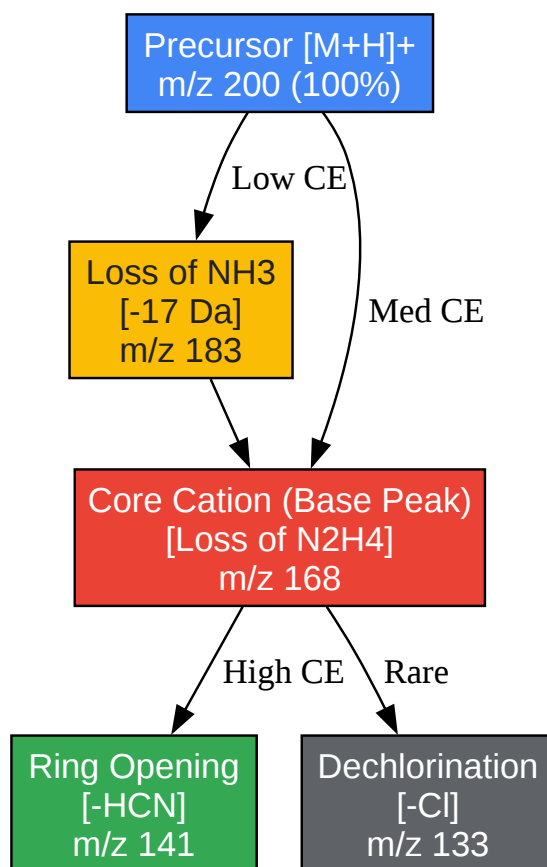 Precursor [M+H]+
m/z 200 (100%)
Low CE
Loss of NH3
[-17 Da]
m/z 183
Med CE
Core Cation (Base Peak)
[Loss of N2H4]
m/z 168
High CE
Rare
Ring Opening
[-HCN]
m/z 141
Dechlorination
[-Cl]
m/z 133